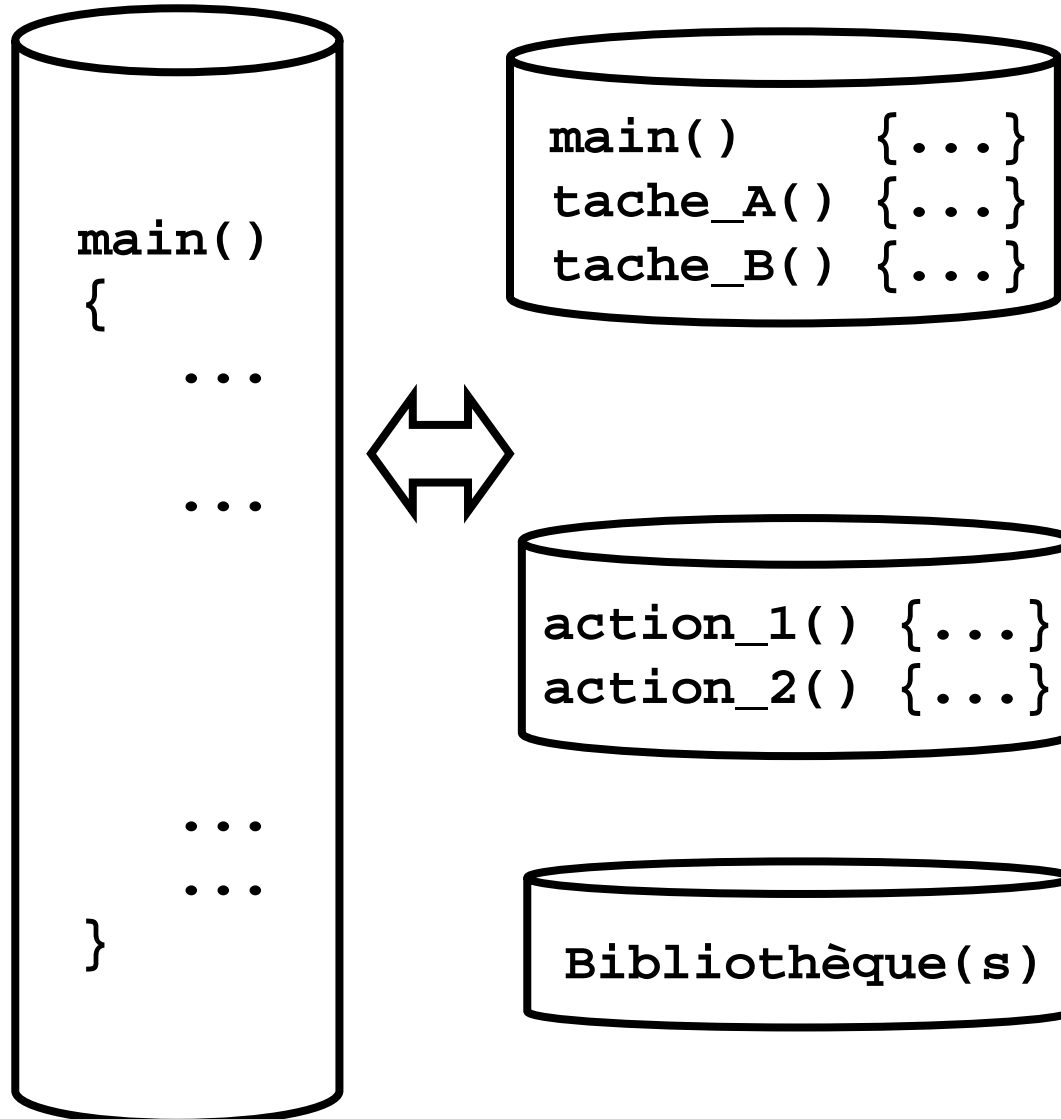 main()
{
...
...
...
...
}
main() {...}
tache_A() {...}
tache_B() {...}
action_1() {...}
action_2() {...}
Bibliothèque(s)